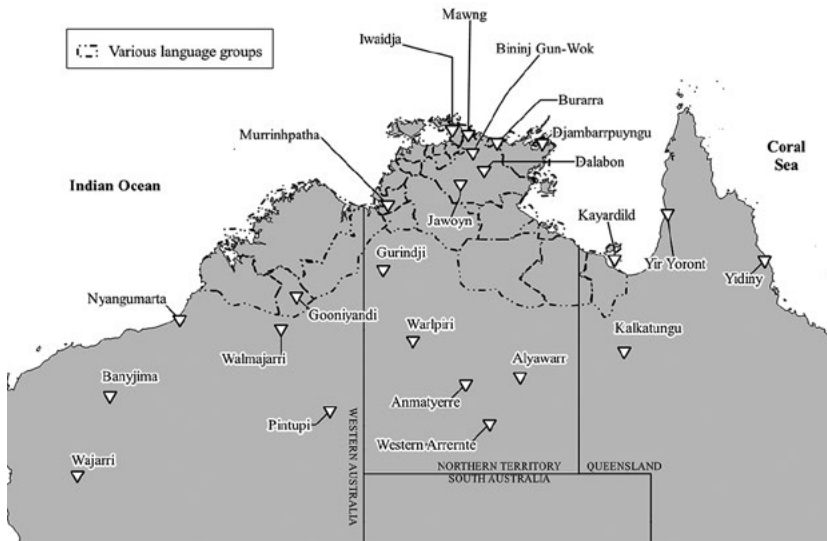 Mawng
Iwaidja
Various language groups
Bininj Gun-Wok
Burarra
Murrinhpatha
Djambarrpuyngu
Dalabon
Coral
Sea
Indian Ocean
Jawoyn
Kayardild
Gurindji
Yir Yoront
Yidiny
Nyangumarta
Gooniyandi
Warlpiri
Kalkatungu
Walmajarri
Alyawarr
Banyjima
Anmatyerre
Pintupi
Western Arrernte
WESTERN AUSTRALIA
Wajarri
NORTHERN TERRITORY
QUEENSLAND
SOUTH AUSTRALIA